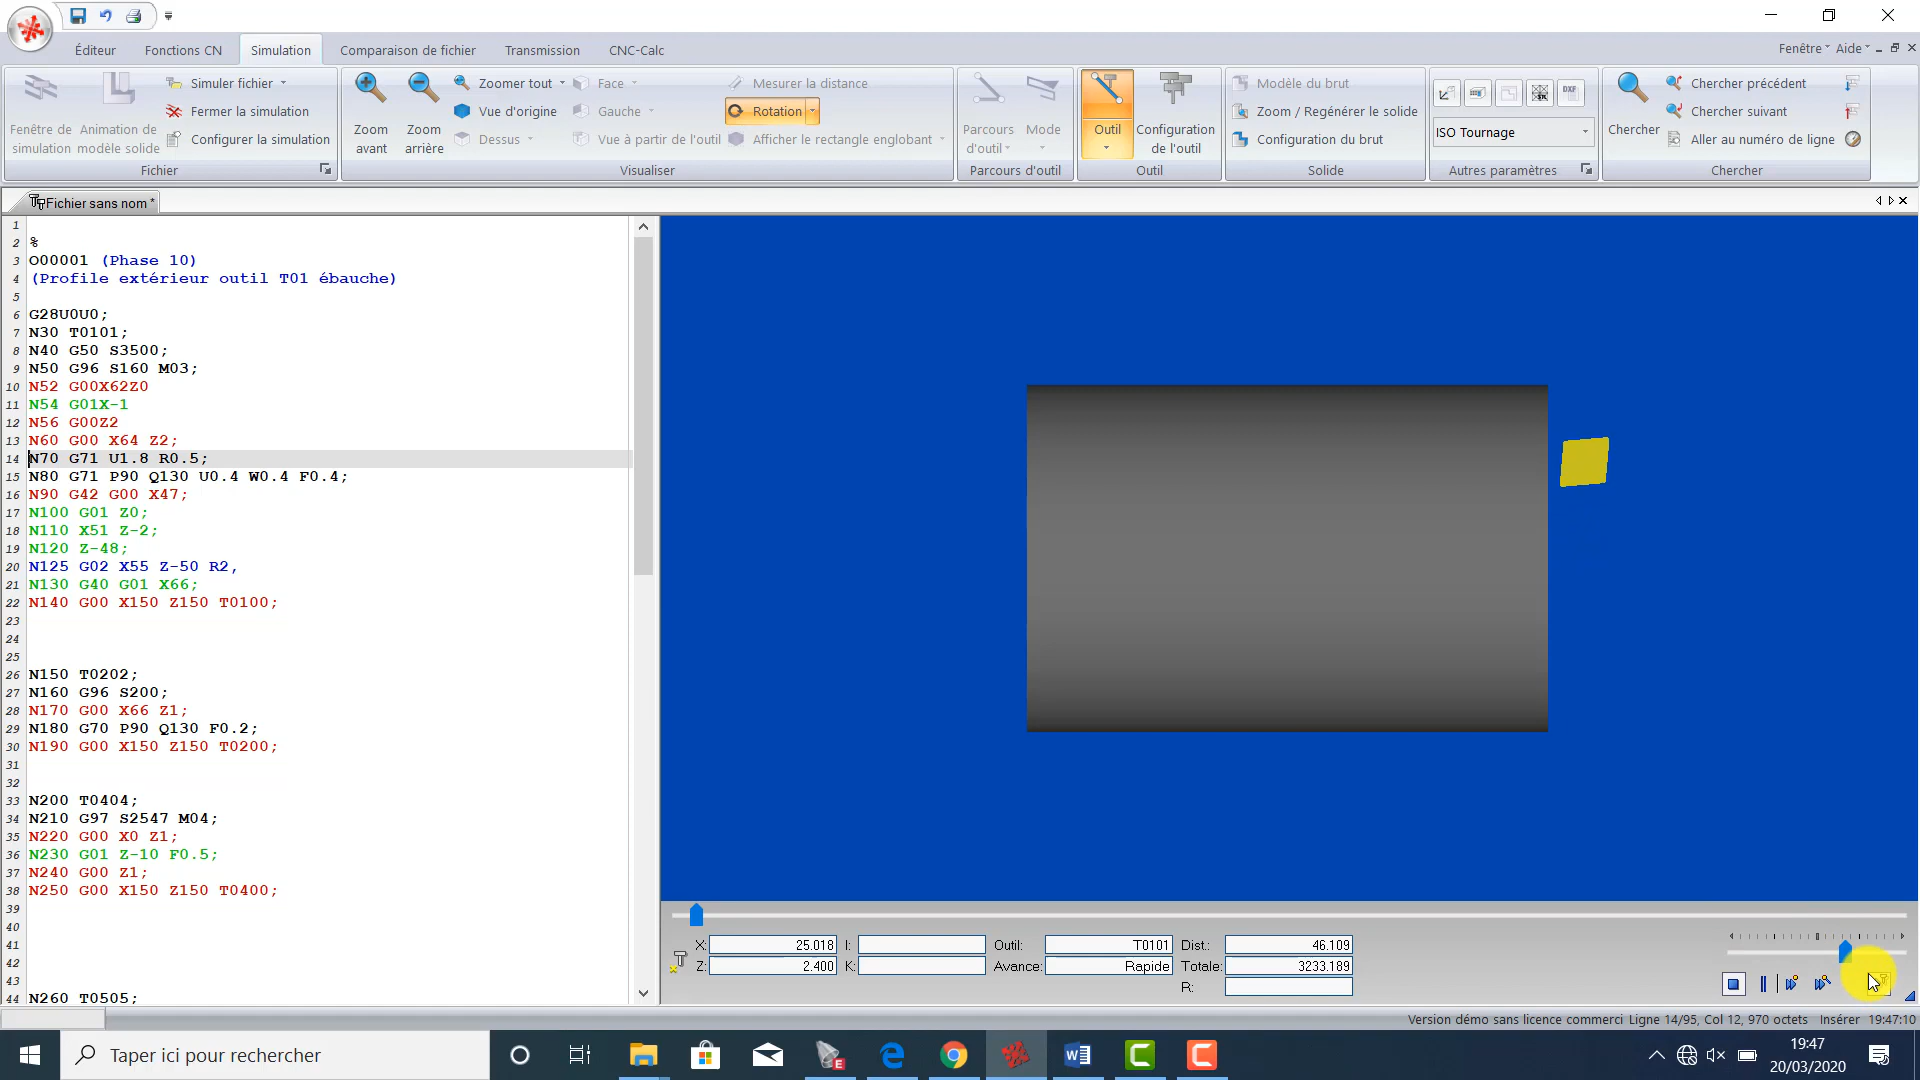 Éditeur Fonctions CN Simulation Comparaison de fichier Transmission CNC-Calc Fenêtre Aide
Fenêtre de simulation
Animation de modèle solide
Simuler fichier
Fermer la simulation
Configurer la simulation
Fichier
Zoom avant
Zoom arrière
Zoomer tout
Vue d'origine
Dessus
Face
Gauche
Vue à partir de l'outil
Mesurer la distance
Rotation
Afficher le rectangle englobant
Visualiser
Parcours d'outil
Mode
Parcours d'outil
Outil
Configuration de l'outil
Outil
Modèle du brut
Zoom / Regénérer le solide
Configuration du brut
Solide
DXF
ISO Tournage
Autres paramètres
Chercher
Chercher précédent
Chercher suivant
Aller au numéro de ligne
Chercher
Fichier sans nom *
1
2 %
3 O00001 (Phase 10)
4 (Profile extérieur outil T01 ébauche)
5
6 G28U0U0;
7 N30 T0101;
8 N40 G50 S3500;
9 N50 G96 S160 M03;
10 N52 G00X62Z0
11 N54 G01X-1
12 N56 G00Z2
13 N60 G00 X64 Z2;
14 N70 G71 U1.8 R0.5;
15 N80 G71 P90 Q130 U0.4 W0.4 F0.4;
16 N90 G42 G00 X47;
17 N100 G01 Z0;
18 N110 X51 Z-2;
19 N120 Z-48;
20 N125 G02 X55 Z-50 R2,
21 N130 G40 G01 X66;
22 N140 G00 X150 Z150 T0100;
23
24
25
26 N150 T0202;
27 N160 G96 S200;
28 N170 G00 X66 Z1;
29 N180 G70 P90 Q130 F0.2;
30 N190 G00 X150 Z150 T0200;
31
32
33 N200 T0404;
34 N210 G97 S2547 M04;
35 N220 G00 X0 Z1;
36 N230 G01 Z-10 F0.5;
37 N240 G00 Z1;
38 N250 G00 X150 Z150 T0400;
39
40
41
42
43
44 N260 T0505;
X: 25.018 I: Outil: T0101 Dist.: 46.109
Z: 2.400 K: Avance: Rapide Totale: 3233.189
R:
Version démo sans licence commerci Ligne 14/95, Col 12, 970 octets Insérer 19:47:10
Taper ici pour rechercher
19:47
20/03/2020